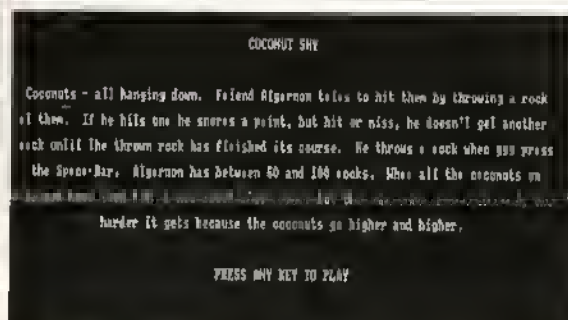 COCONUT SHY
Coconuts - all hanging down. Friend Algernon tries to hit them by throwing a rock
at them. If he hits one he scores a point, but hit or miss, he doesn't get another
rock until the thrown rock has finished its course. He throws a rock when you press
the Space-Bar. Algernon has between 50 and 100 rocks. When all the coconuts on
harder it gets because the coconuts go higher and higher.
PRESS ANY KEY TO PLAY